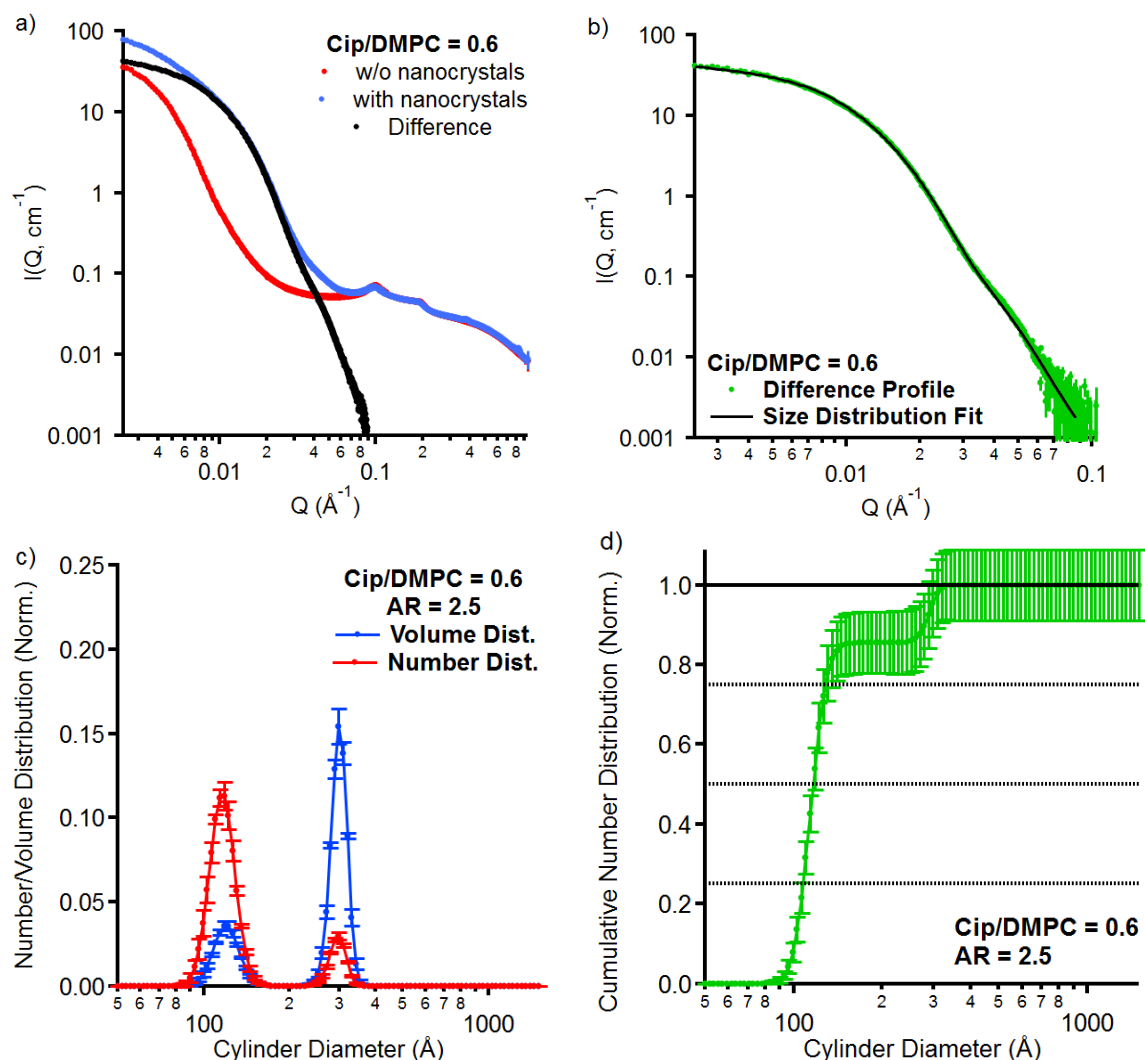 a)
100
10
1
0.1
0.01
0.001
I(Q, cm⁻¹)
Cip/DMPC = 0.6
w/o nanocrystals
with nanocrystals
Difference
4 6 8 2 4 6 8 2 4 6 8
0.01 0.1
Q (Å⁻¹)
b)
100
10
1
0.1
0.01
0.001
I(Q, cm⁻¹)
Cip/DMPC = 0.6
Difference Profile
Size Distribution Fit
3 4 5 6 7 2 3 4 5 6 7
0.01 0.1
Q (Å⁻¹)
c)
0.25
0.20
0.15
0.10
0.05
0.00
Number/Volume Distribution (Norm.)
Cip/DMPC = 0.6
AR = 2.5
Volume Dist.
Number Dist.
5 6 7 8 2 3 4 5 6 7 8
100 1000
Cylinder Diameter (Å)
d)
1.0
0.8
0.6
0.4
0.2
0.0
Cumulative Number Distribution (Norm.)
Cip/DMPC = 0.6
AR = 2.5
5 6 7 8 2 3 4 5 6 7 8
100 1000
Cylinder Diameter (Å)